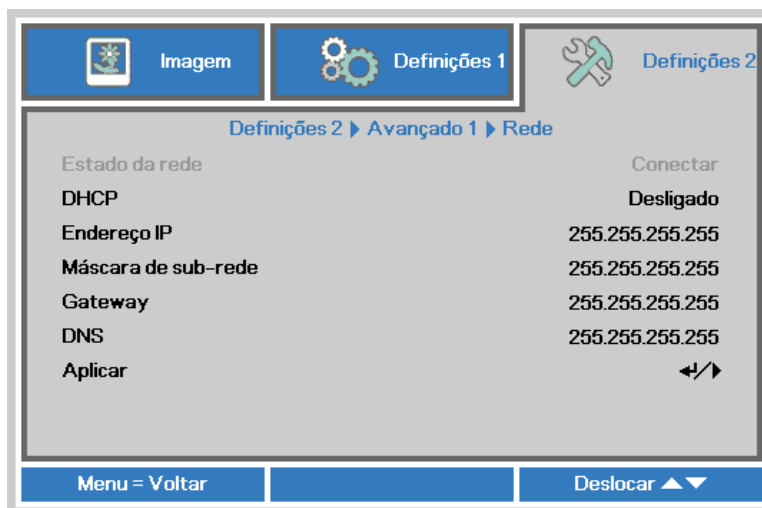 Imagem Definições 1 Definições 2
Definições 2 ▶ Avançado 1 ▶ Rede
Estado da rede Conectar
DHCP Desligado
Endereço IP 255.255.255.255
Máscara de sub-rede 255.255.255.255
Gateway 255.255.255.255
DNS 255.255.255.255
Aplicar ↵/▶
Menu = Voltar Deslocar ▲▼